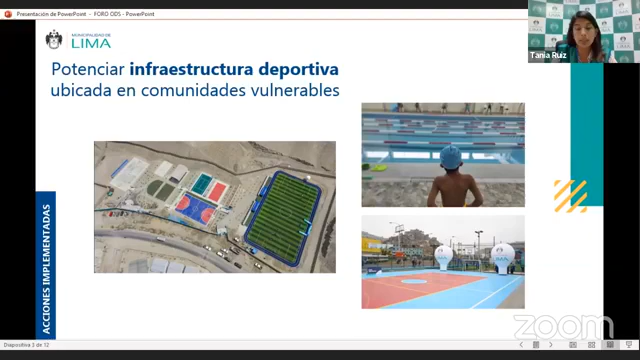 Presentación de PowerPoint - FORO ODS - PowerPoint
MUNICIPALIDAD DE
LIMA
Potenciar infraestructura deportiva
ubicada en comunidades vulnerables
ACCIONES IMPLEMENTADAS
Tania Ruiz
zoom
Diapositiva 3 de 12